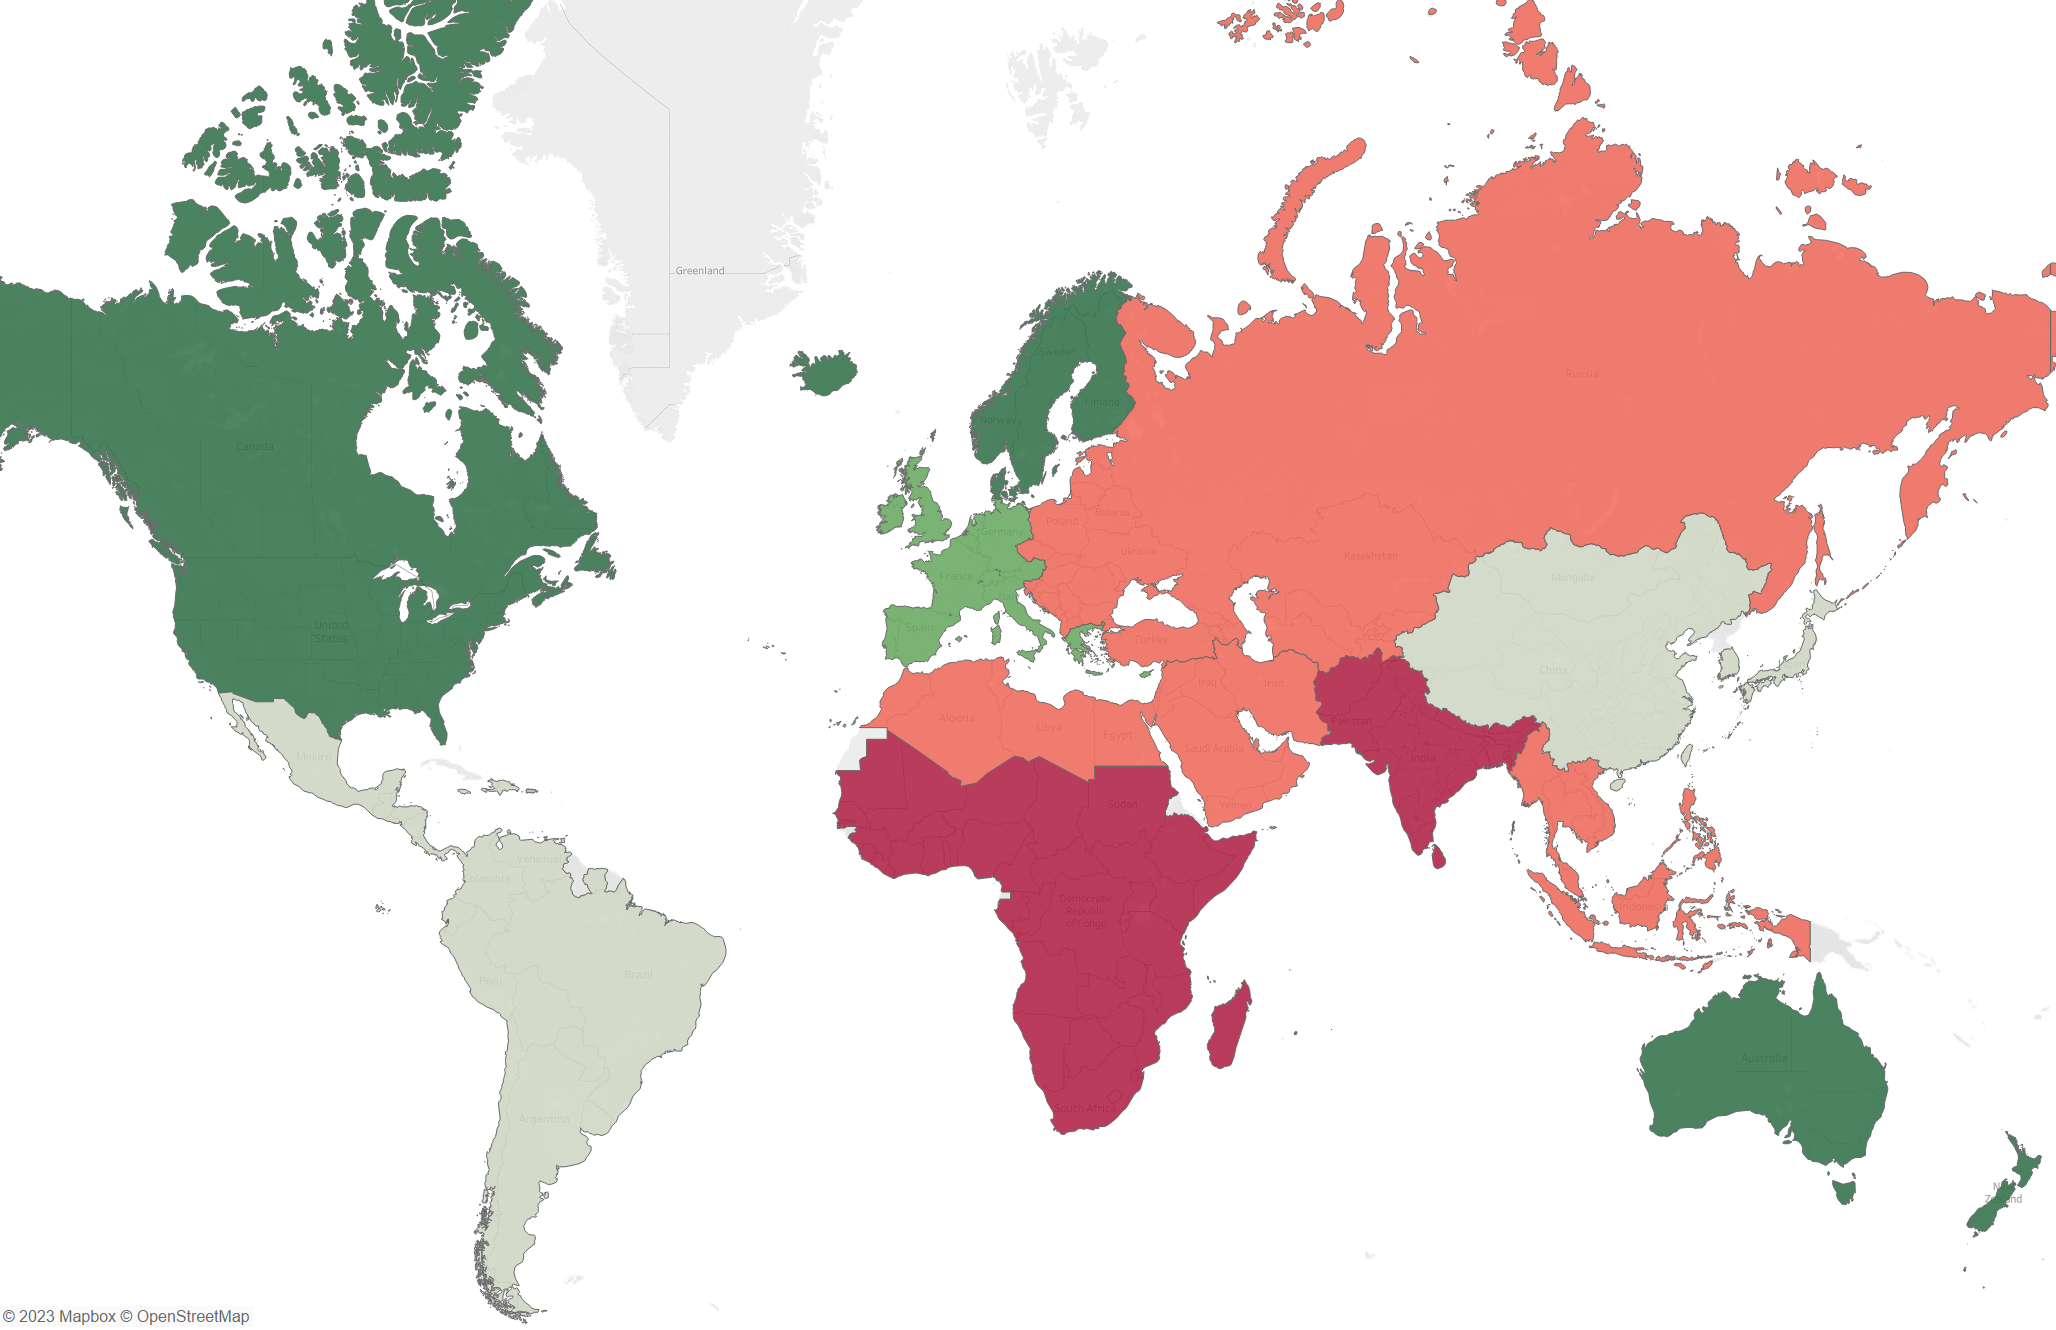 Greenland
Sweden
Finland
Norway
Russia
Canada
Poland
Belarus
Germany
Ukraine
Kazakhstan
France
Mongolia
United
States
Spain
Turkey
China
Japan
Iraq
Iran
Algeria
Libya
Egypt
Pakistan
Saudi Arabia
Mexico
India
Yemen
Sudan
Venezuela
Colombia
Democratic
Republic
of Congo
Indonesia
Brazil
Peru
Australia
Argentina
South Africa
© 2023 Mapbox © OpenStreetMap